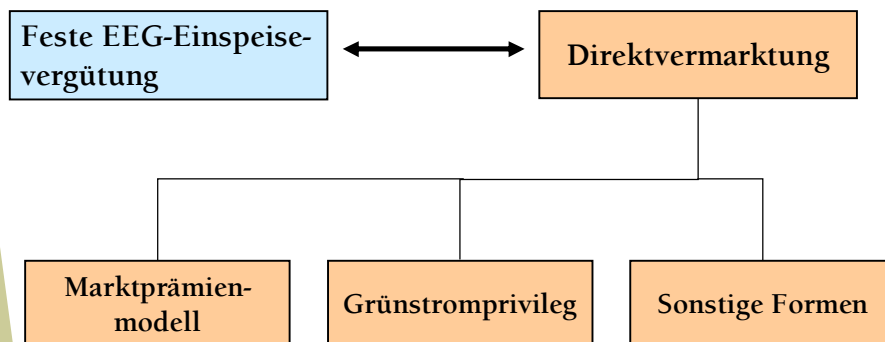 Feste EEG-Einspeise-
vergütung
Direktvermarktung
Marktprämien-
modell
Grünstromprivileg
Sonstige Formen